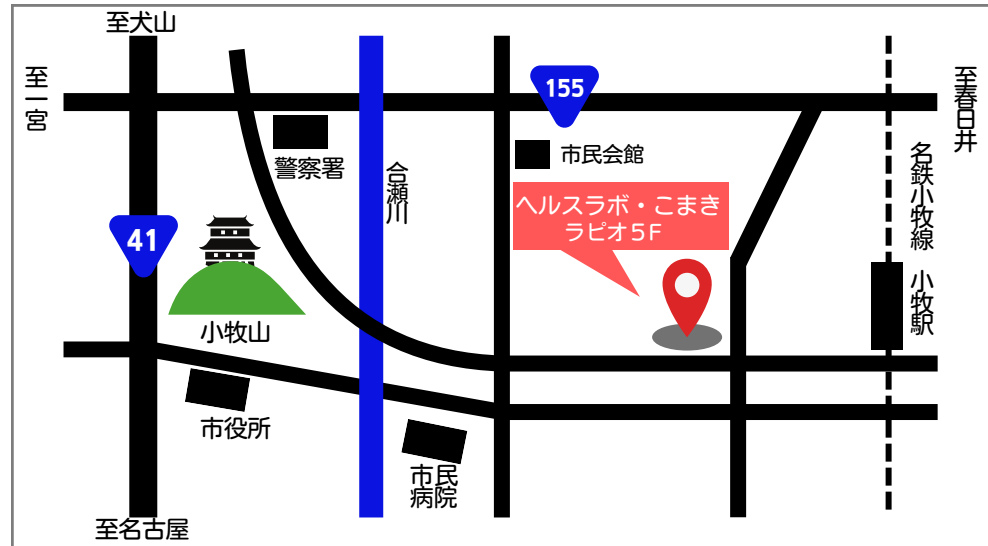 至犬山
至一宮
155
至春日井
警察署
合瀬川
市民会館
名鉄小牧線 小牧駅
ヘルスラボ・こまき
ラピオ５Ｆ
41
小牧山
市役所
市民
病院
至名古屋